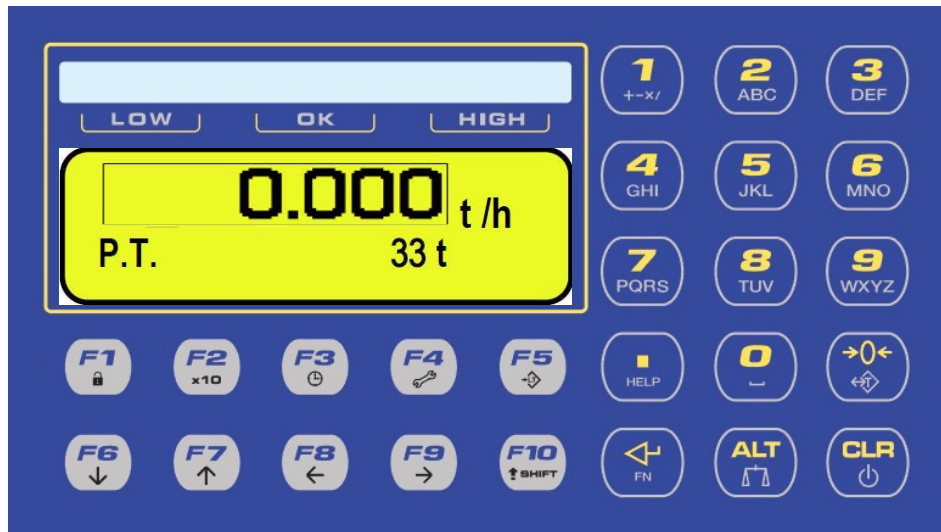 LOW OK HIGH
0.000 t /h
P.T. 33 t
1 2 3
+-×/ ABC DEF
4 5 6
GHI JKL MNO
7 8 9
PQRS TUV WXYZ
F1 F2 F3 F4 F5
x10
. 0 →0←
HELP T
F6 F7 F8 F9 F10
↓ ↑ ← → SHIFT
ALT CLR
FN